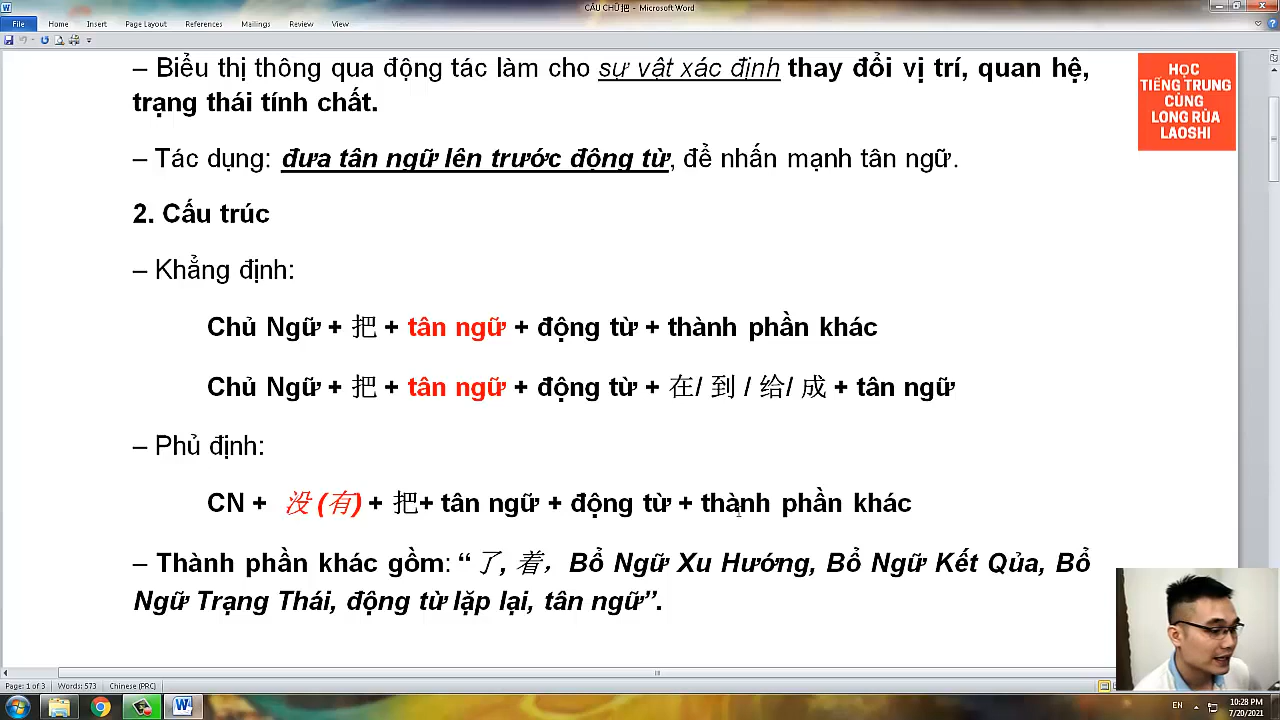 CÂU CHỮ 把 - Microsoft Word
File Home Insert Page Layout References Mailings Review View
– Biểu thị thông qua động tác làm cho sự vật xác định thay đổi vị trí, quan hệ,
trạng thái tính chất.
– Tác dụng: đưa tân ngữ lên trước động từ, để nhấn mạnh tân ngữ.
2. Cấu trúc
– Khẳng định:
Chủ Ngữ + 把 + tân ngữ + động từ + thành phần khác
Chủ Ngữ + 把 + tân ngữ + động từ + 在/ 到 / 给/ 成 + tân ngữ
– Phủ định:
CN + 没 (有) + 把+ tân ngữ + động từ + thành phần khác
– Thành phần khác gồm: “了, 着，Bổ Ngữ Xu Hướng, Bổ Ngữ Kết Qủa, Bổ
Ngữ Trạng Thái, động từ lặp lại, tân ngữ”.
HỌC
TIẾNG TRUNG
CÙNG
LONG RÙA
LAOSHI
Page: 1 of 3 Words: 573 Chinese (PRC)
EN 10:28 PM
7/20/2021